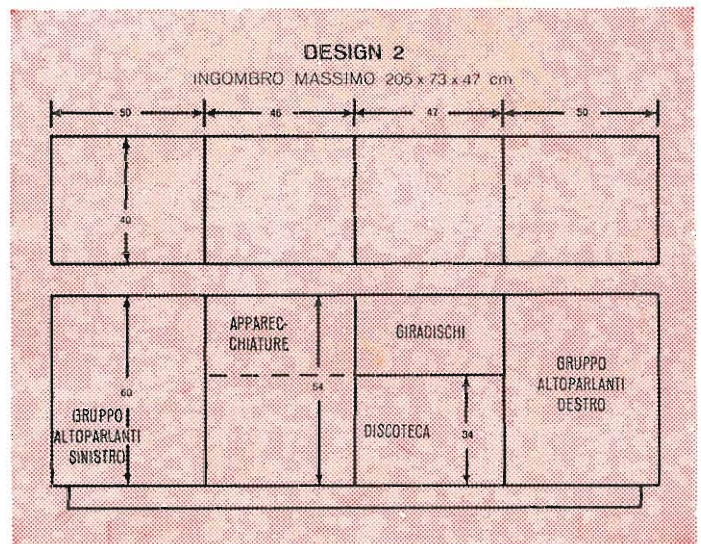 DESIGN 2
INGOMBRO MASSIMO 205 x 73 x 47 cm
50 46 47 50
40
APPAREC-
CHIATURE
GIRADISCHI
60
54
GRUPPO
ALTOPARLANTI
SINISTRO
DISCOTECA
34
GRUPPO
ALTOPARLANTI
DESTRO